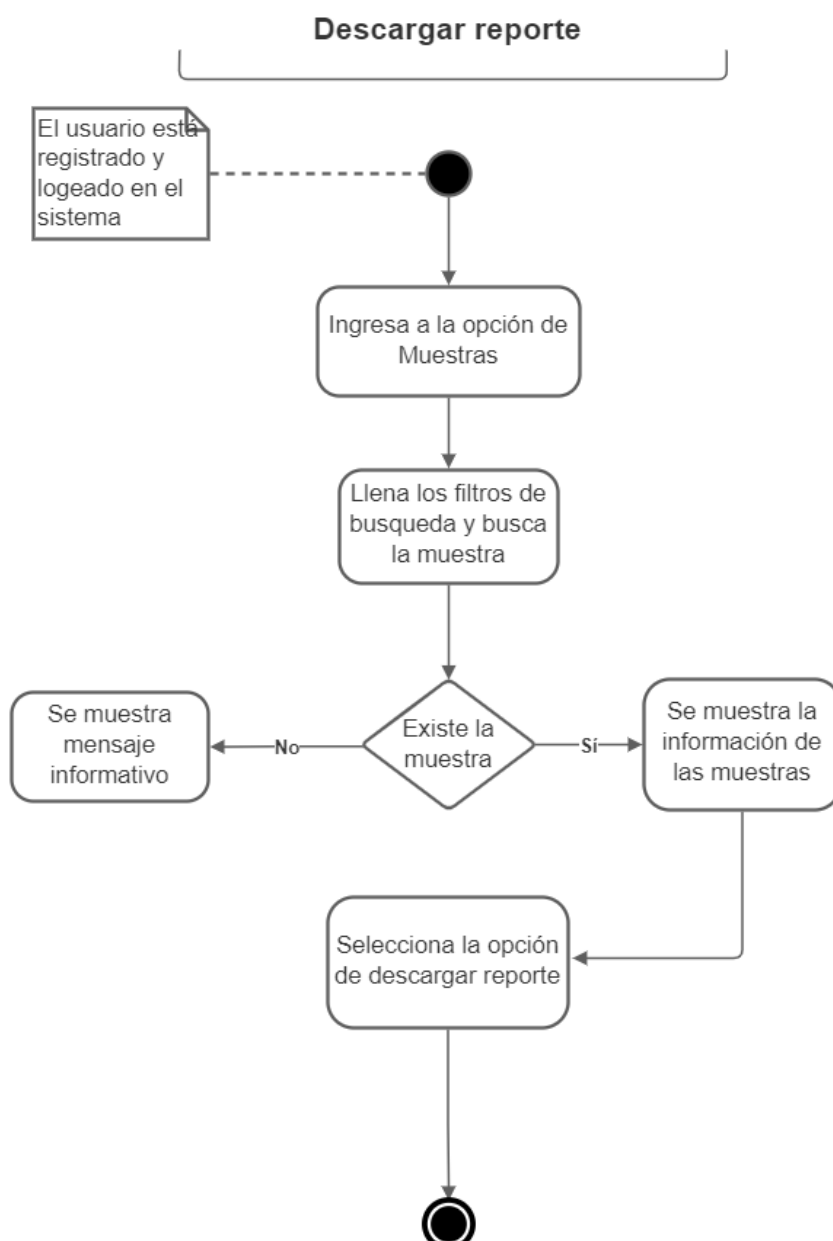 Descargar reporte
El usuario está
registrado y
logeado en el
sistema
Ingresa a la opción de
Muestras
Llena los filtros de
busqueda y busca
la muestra
Se muestra
mensaje
informativo
No
Existe la
muestra
Sí
Se muestra la
información de
las muestras
Selecciona la opción
de descargar reporte